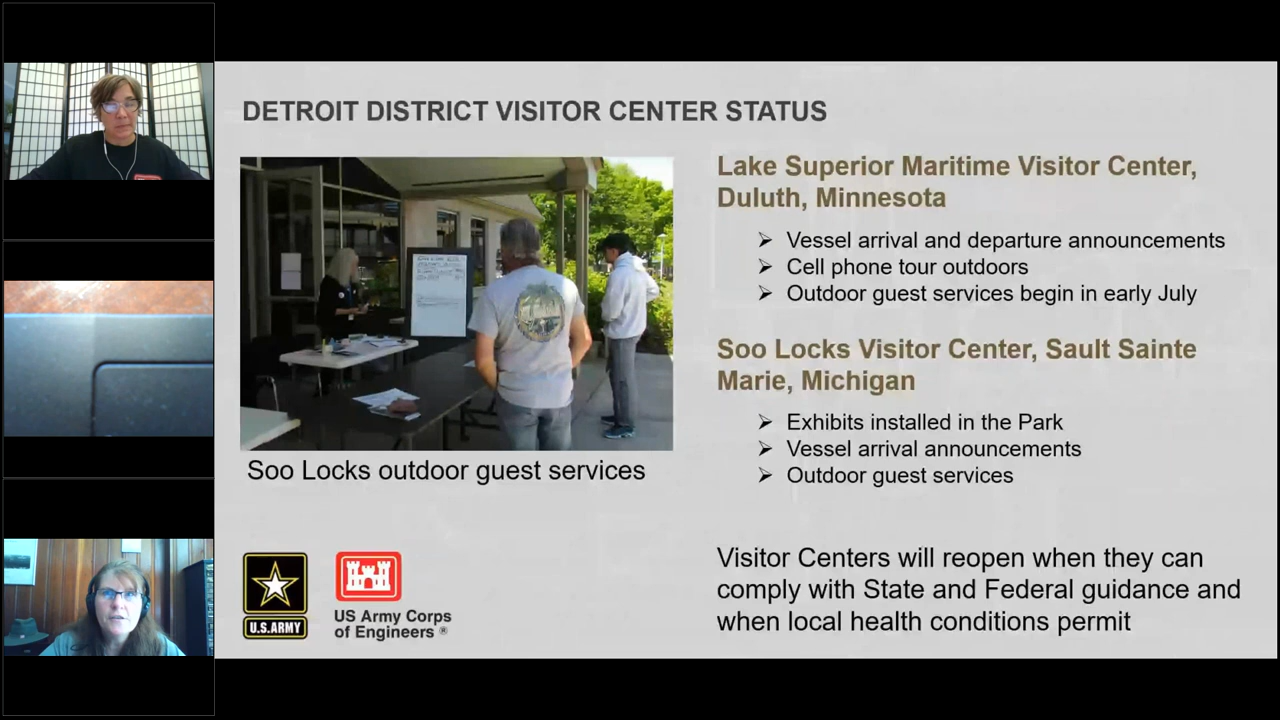 DETROIT DISTRICT VISITOR CENTER STATUS
Lake Superior Maritime Visitor Center,
Duluth, Minnesota
➢ Vessel arrival and departure announcements
➢ Cell phone tour outdoors
➢ Outdoor guest services begin in early July
Soo Locks Visitor Center, Sault Sainte
Marie, Michigan
➢ Exhibits installed in the Park
➢ Vessel arrival announcements
➢ Outdoor guest services
Soo Locks outdoor guest services
Visitor Centers will reopen when they can
comply with State and Federal guidance and
when local health conditions permit
U.S.ARMY
US Army Corps
of Engineers ®